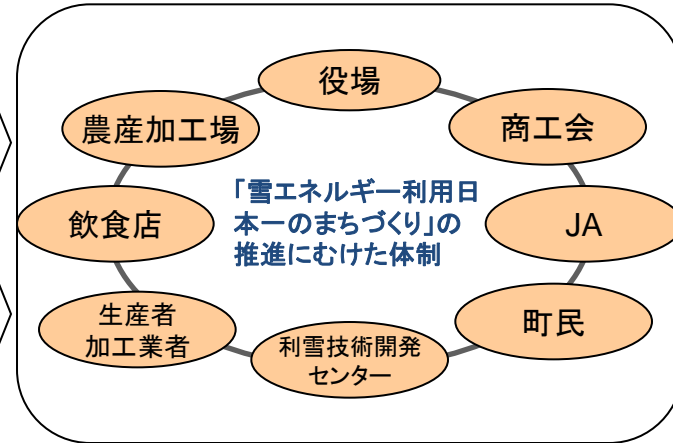 役場
農産加工場
商工会
「雪エネルギー利用日
本一のまちづくり」の
推進にむけた体制
飲食店
JA
生産者
加工業者
町民
利雪技術開発
センター